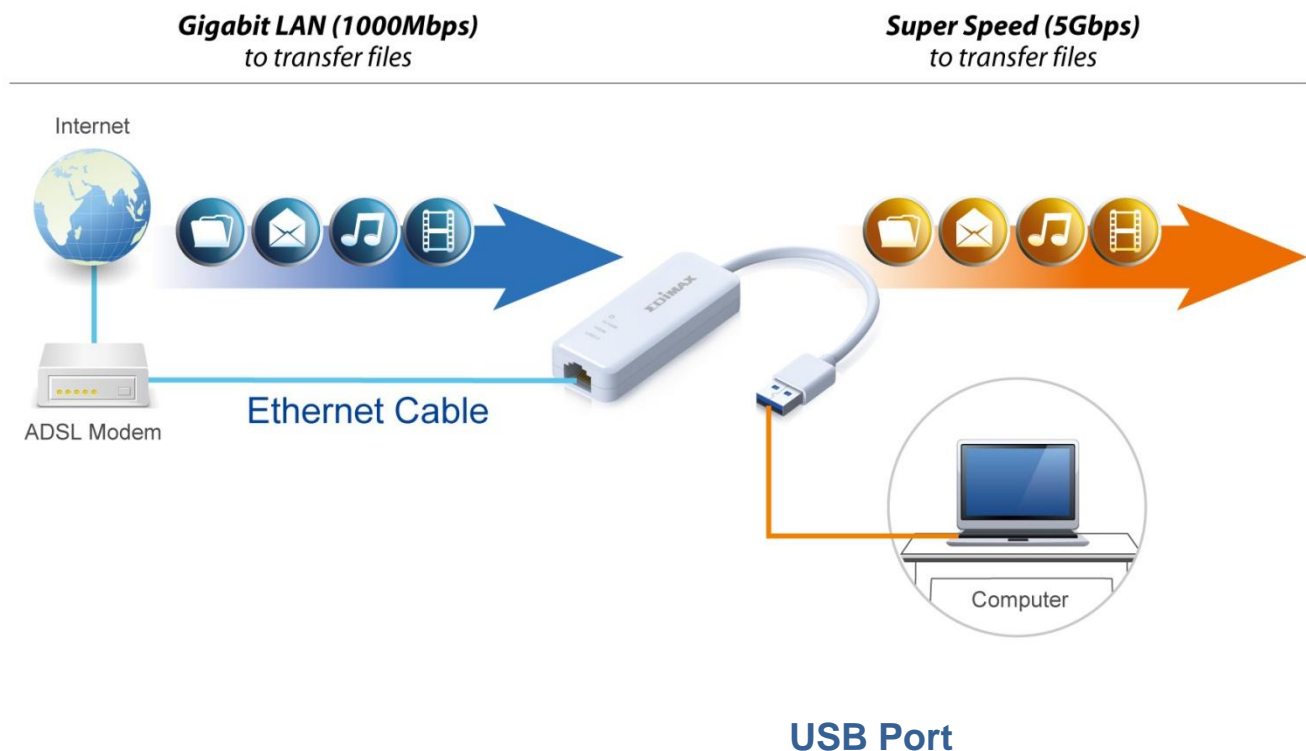 Gigabit LAN (1000Mbps)
to transfer files
Super Speed (5Gbps)
to transfer files
Internet
EDIMAX
Ethernet Cable
ADSL Modem
Computer
USB Port